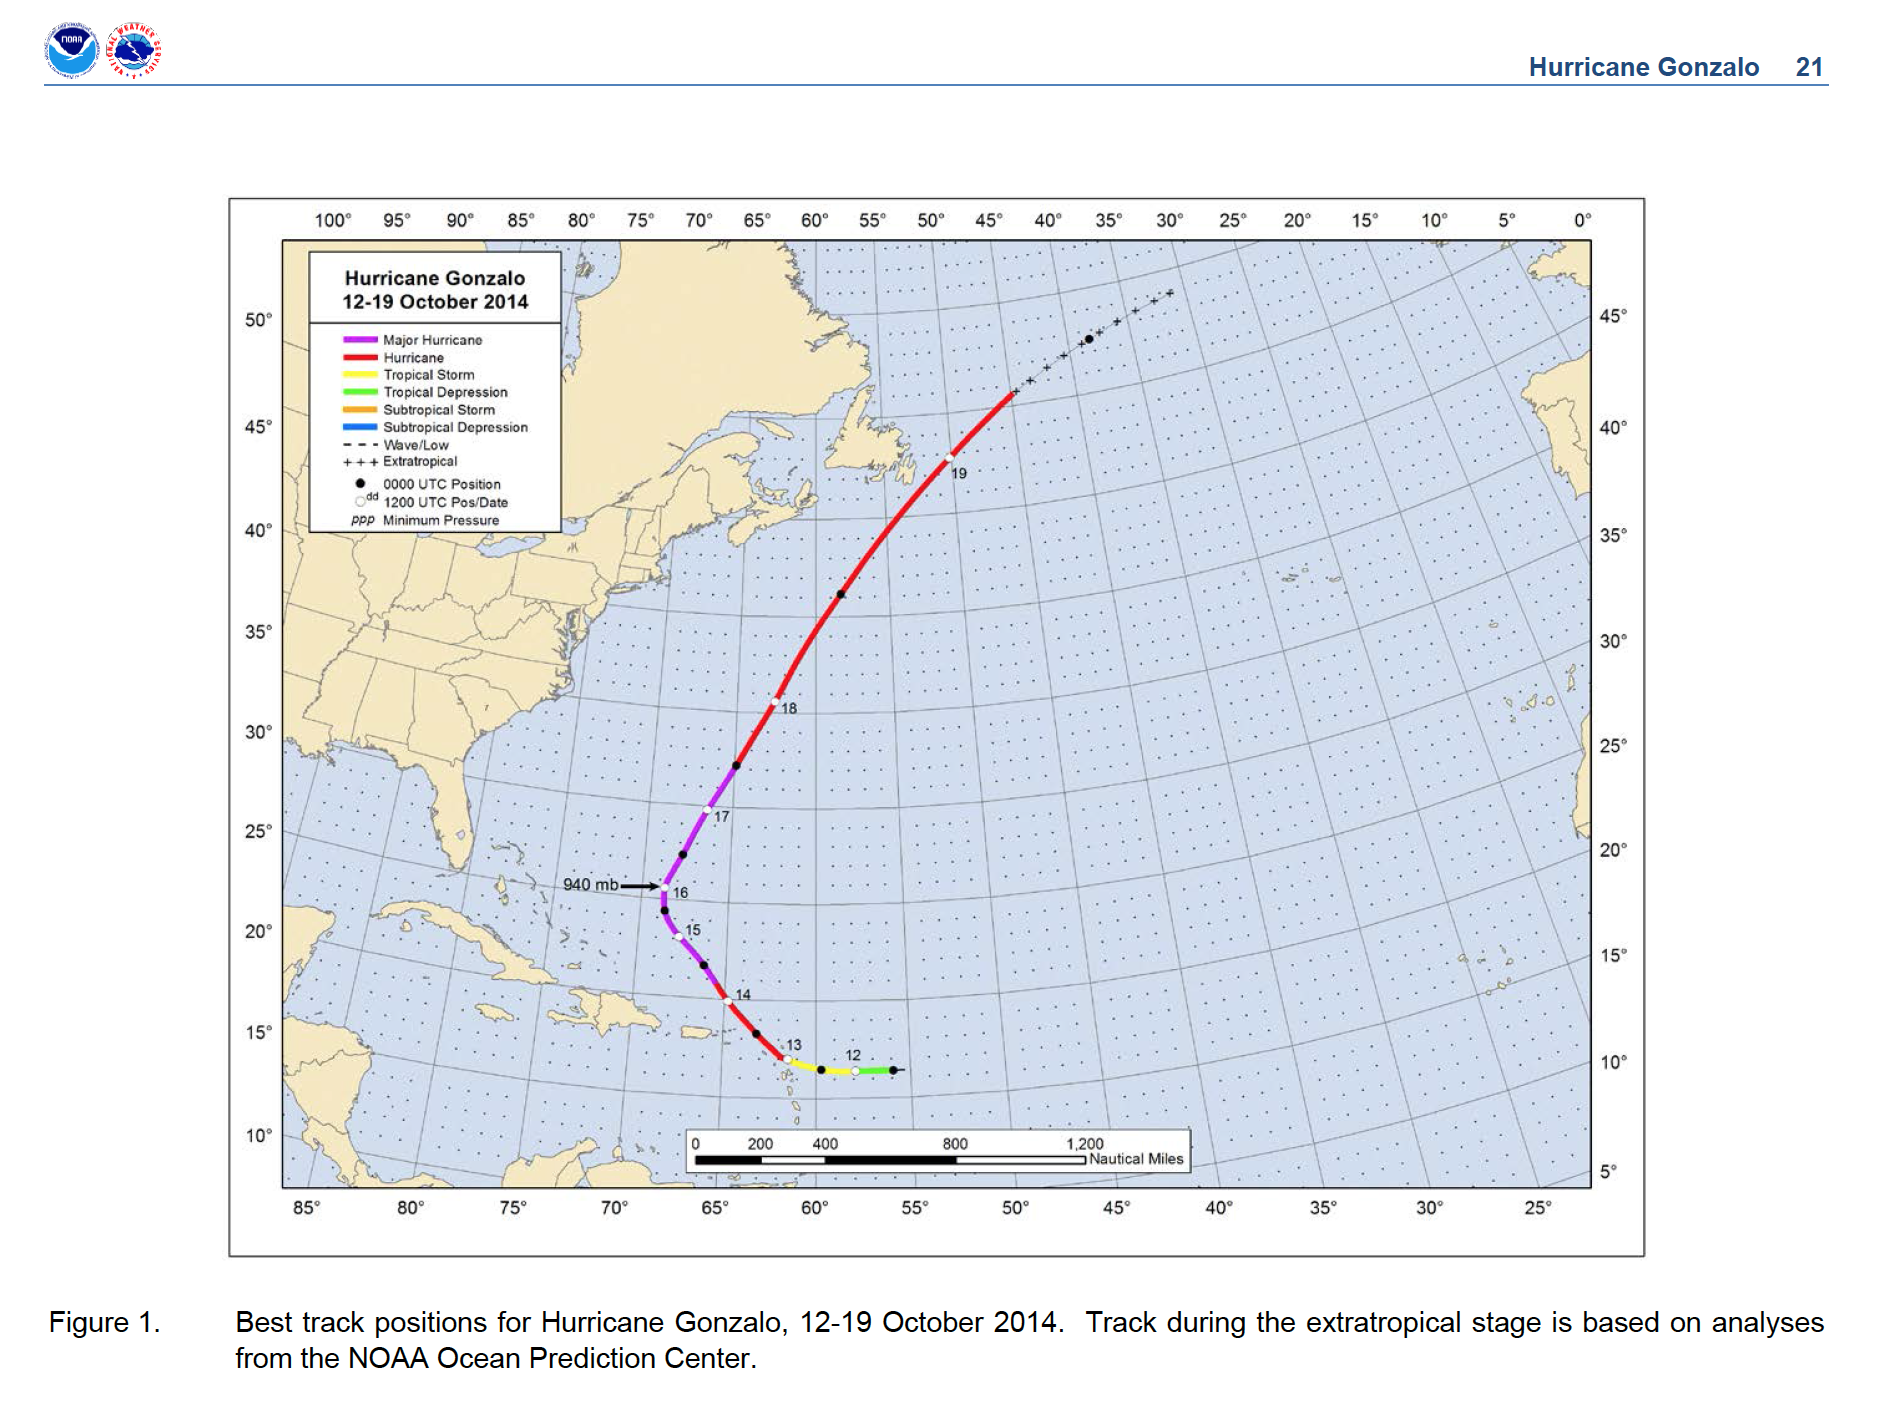 NOAA
NATIONAL WEATHER SERVICE
Hurricane Gonzalo 21
100° 95° 90° 85° 80° 75° 70° 65° 60° 55° 50° 45° 40° 35° 30° 25° 20° 15° 10° 5° 0°
Hurricane Gonzalo
12-19 October 2014
Major Hurricane
Hurricane
Tropical Storm
Tropical Depression
Subtropical Storm
Subtropical Depression
Wave/Low
+++ Extratropical
0000 UTC Position
dd 1200 UTC Pos/Date
ppp Minimum Pressure
50°
45°
40°
35°
30°
25°
20°
15°
10°
45°
40°
35°
30°
25°
20°
15°
10°
5°
19
18
17
940 mb
16
15
14
13
12
0 200 400 800 1,200
Nautical Miles
85° 80° 75° 70° 65° 60° 55° 50° 45° 40° 35° 30° 25°
Figure 1. Best track positions for Hurricane Gonzalo, 12-19 October 2014. Track during the extratropical stage is based on analyses
from the NOAA Ocean Prediction Center.